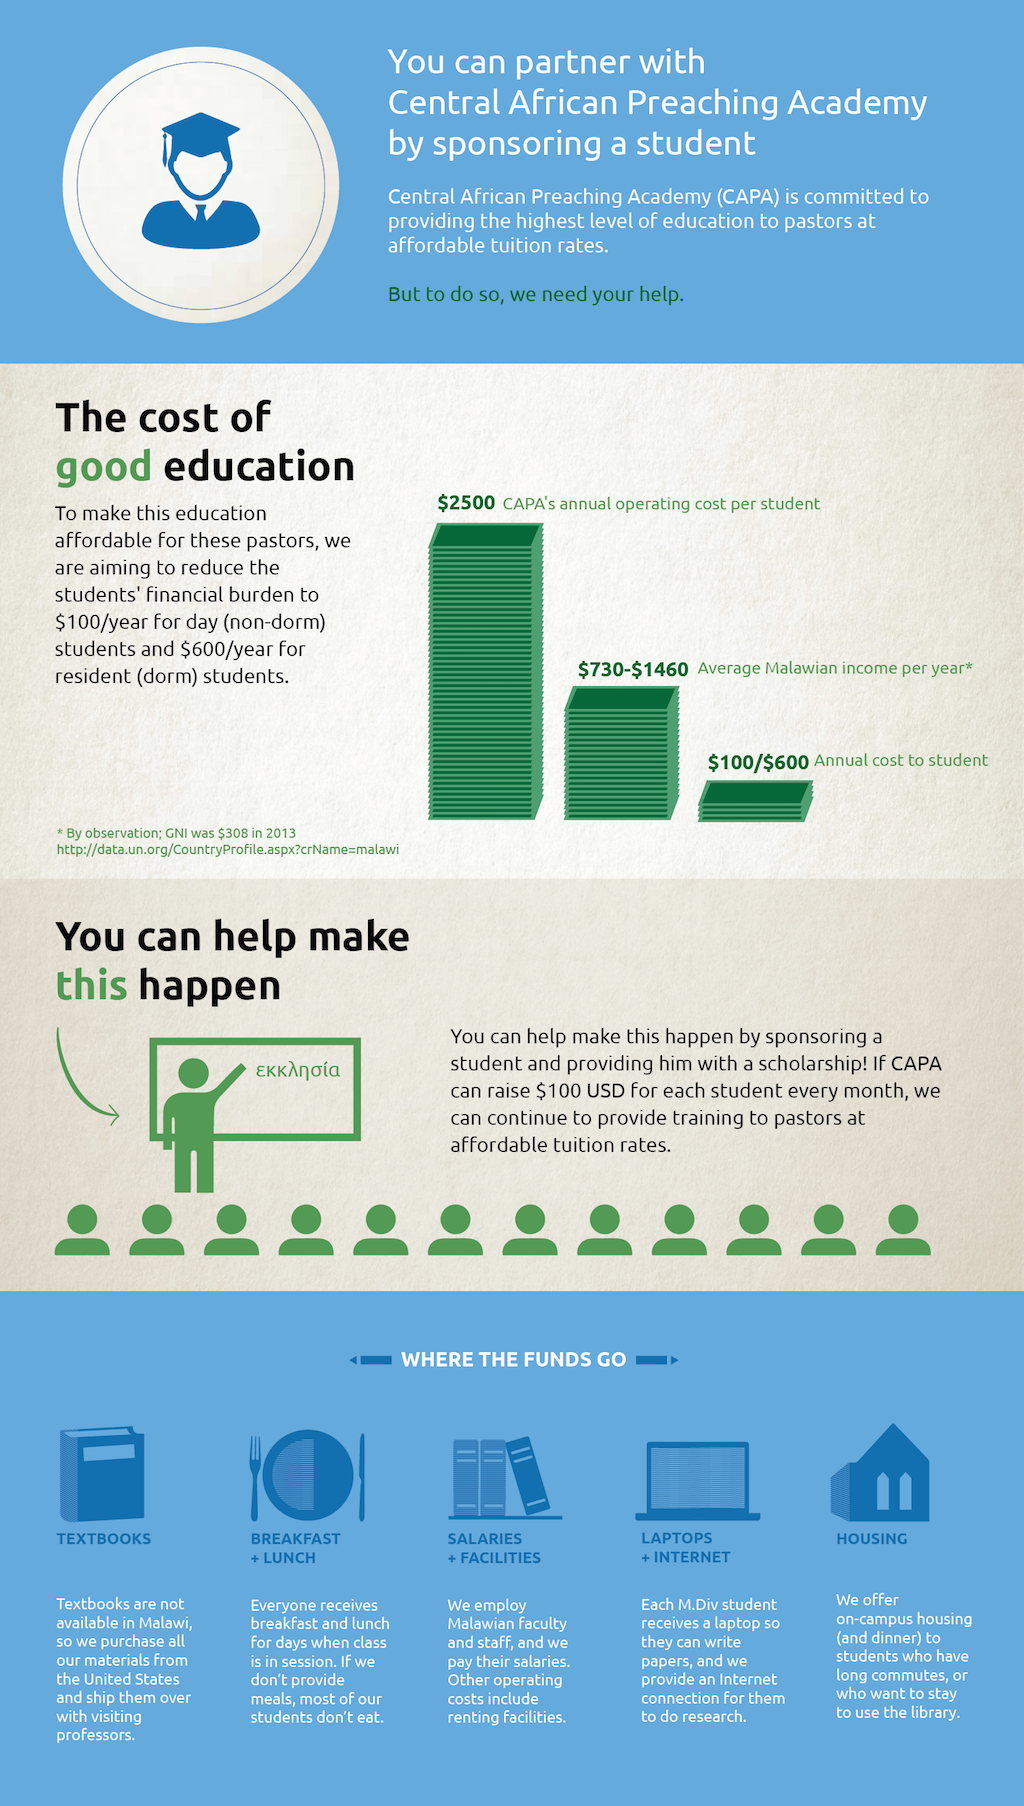 You can partner with
Central African Preaching Academy
by sponsoring a student
Central African Preaching Academy (CAPA) is committed to
providing the highest level of education to pastors at
affordable tuition rates.
But to do so, we need your help.
The cost of
good education
To make this education
affordable for these pastors, we
are aiming to reduce the
students' financial burden to
$100/year for day (non-dorm)
students and $600/year for
resident (dorm) students.
$2500 CAPA's annual operating cost per student
$730-$1460 Average Malawian income per year*
$100/$600 Annual cost to student
* By observation; GNI was $308 in 2013
http://data.un.org/CountryProfile.aspx?crName=malawi
You can help make
this happen
εκκλησία
You can help make this happen by sponsoring a
student and providing him with a scholarship! If CAPA
can raise $100 USD for each student every month, we
can continue to provide training to pastors at
affordable tuition rates.
WHERE THE FUNDS GO
TEXTBOOKS
Textbooks are not
available in Malawi,
so we purchase all
our materials from
the United States
and ship them over
with visiting
professors.
BREAKFAST
+ LUNCH
Everyone receives
breakfast and lunch
for days when class
is in session. If we
don't provide
meals, most of our
students don't eat.
SALARIES
+ FACILITIES
We employ
Malawian faculty
and staff, and we
pay their salaries.
Other operating
costs include
renting facilities.
LAPTOPS
+ INTERNET
Each M.Div student
receives a laptop so
they can write
papers, and we
provide an Internet
connection for them
to do research.
HOUSING
We offer
on-campus housing
(and dinner) to
students who have
long commutes, or
who want to stay
to use the library.